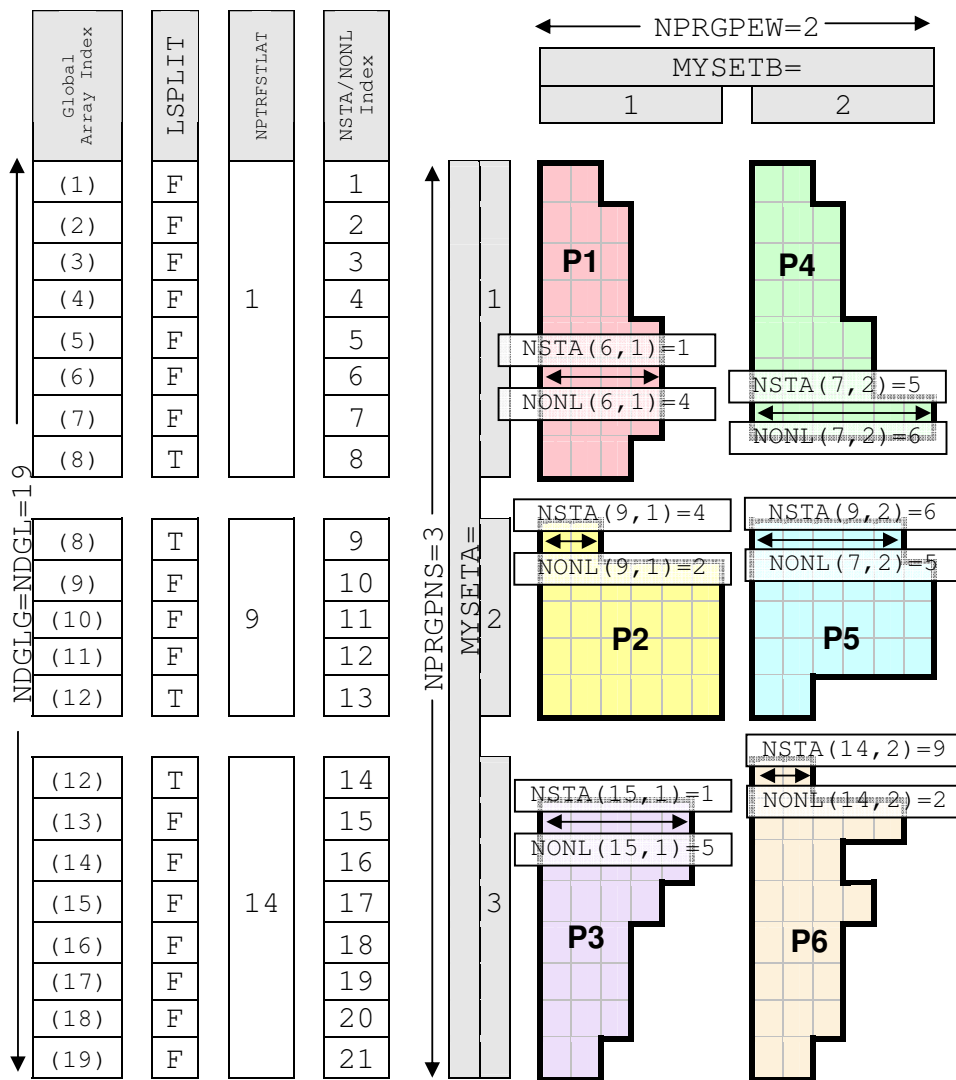 NPRGPEW=2
MYSETB=
1 2
Global Array Index
LSPLIT
NPTRFSTLAT
NSTA/NONL Index
NDGLG=NDGL=19
NPRGPNS=3
MYSETA=
(1) F 1
(2) F 2
(3) F 3
(4) F 4
(5) F 5
(6) F 6
(7) F 7
(8) T 8
1
1
P1
NSTA(6,1)=1
NONL(6,1)=4
P4
NSTA(7,2)=5
NONL(7,2)=6
(8) T 9
(9) F 10
(10) F 11
(11) F 12
(12) T 13
9
2
NSTA(9,1)=4
NONL(9,1)=2
P2
NSTA(9,2)=6
NONL(7,2)=5
P5
(12) T 14
(13) F 15
(14) F 16
(15) F 17
(16) F 18
(17) F 19
(18) F 20
(19) F 21
14
3
NSTA(15,1)=1
NONL(15,1)=5
P3
NSTA(14,2)=9
NONL(14,2)=2
P6